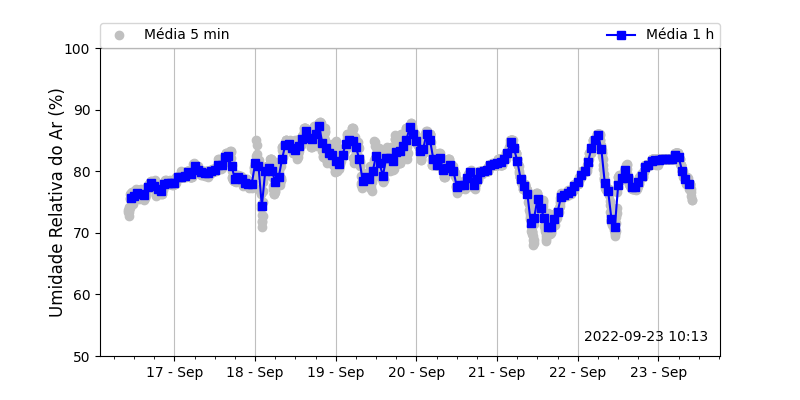 Média 5 min
Média 1 h
Umidade Relativa do Ar (%)
100
90
80
70
60
50
2022-09-23 10:13
17 - Sep
18 - Sep
19 - Sep
20 - Sep
21 - Sep
22 - Sep
23 - Sep